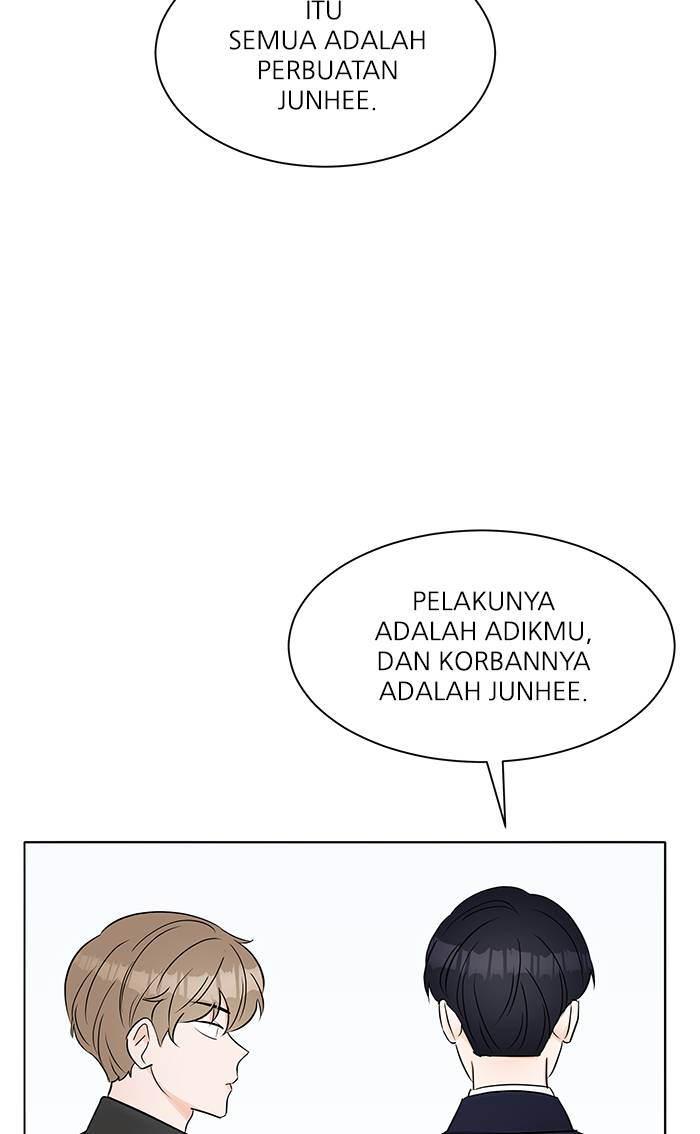 ITU
SEMUA ADALAH
PERBUATAN
JUNHEE.
PELAKUNYA
ADALAH ADIKMU,
DAN KORBANNYA
ADALAH JUNHEE.